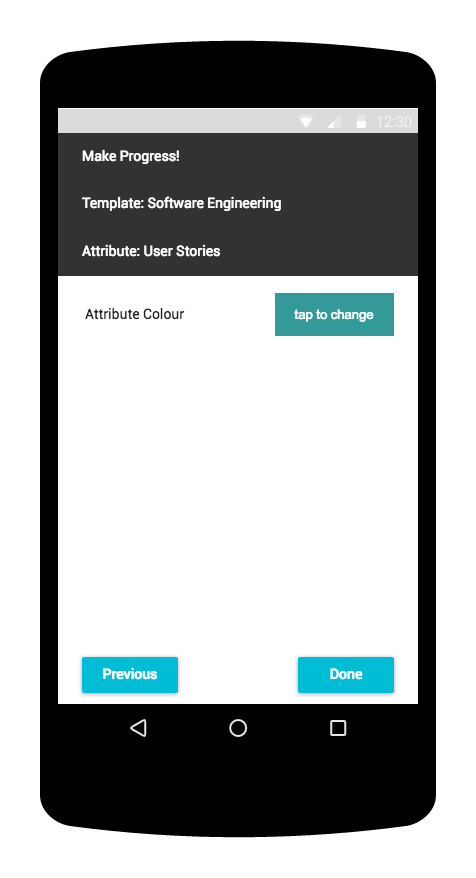 12:30
Make Progress!
Template: Software Engineering
Attribute: User Stories
Attribute Colour
tap to change
Previous
Done